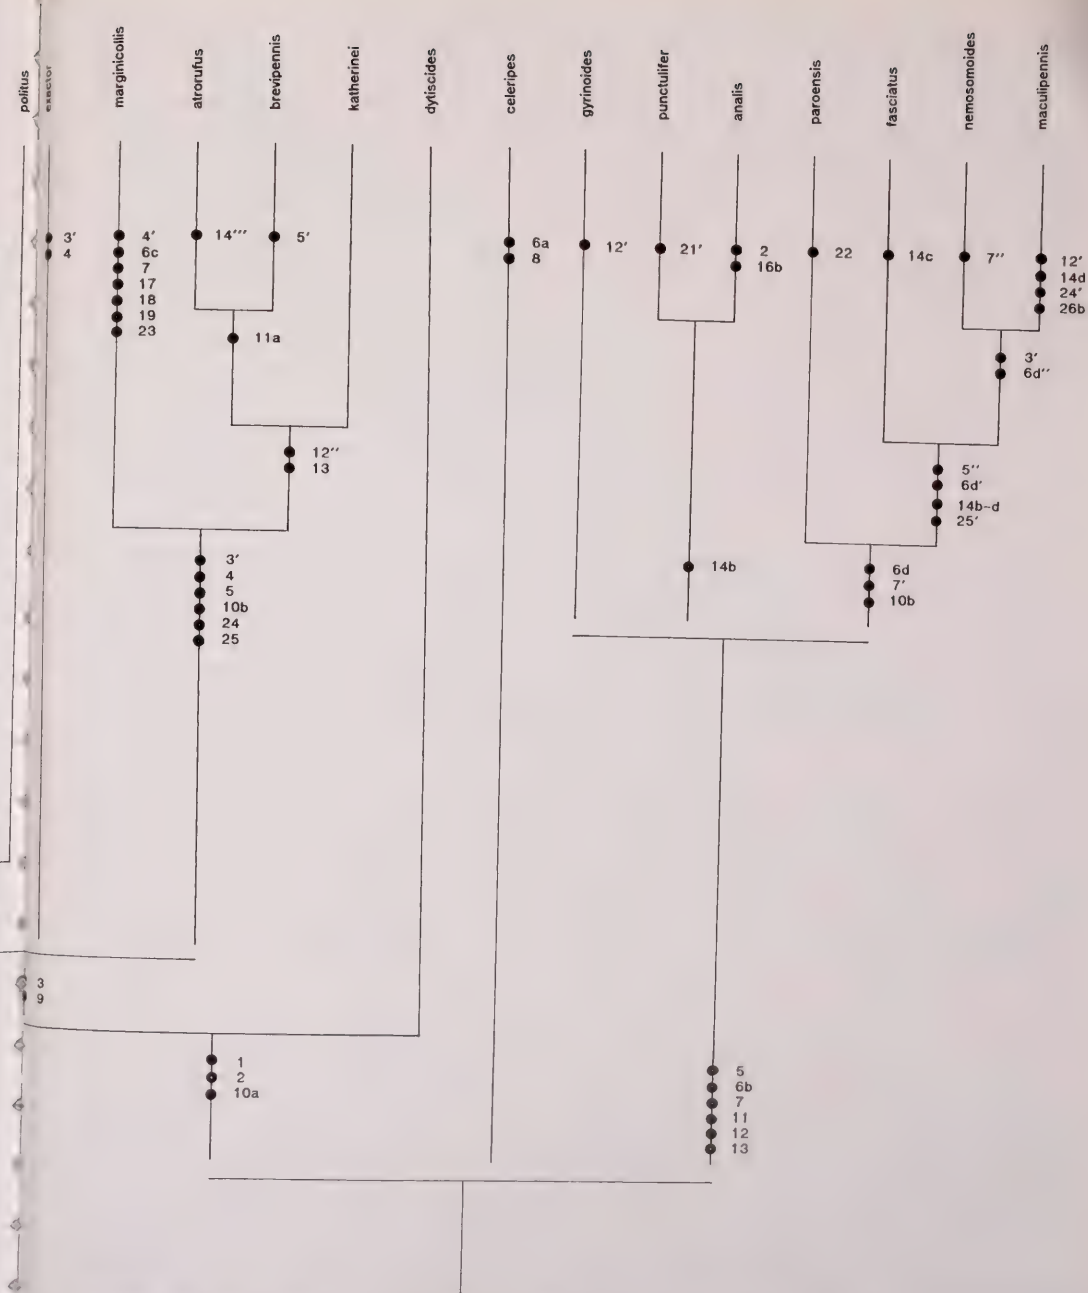 politus
exactor
marginicollis
atrorufus
brevipennis
katherinei
dytiscides
celeripes
gyrinoides
punctulifer
analis
paroensis
fasciatus
nemosomoides
maculipennis
3'
4
4'
6c
7
17
18
19
23
14'''
5'
11a
12''
13
3'
4
5
10b
24
25
6a
8
12'
21'
2
16b
14b
22
14c
7''
12'
14d
24'
26b
3'
6d''
5''
6d'
14b-d
25'
6d
7'
10b
3
9
1
2
10a
5
6b
7
11
12
13